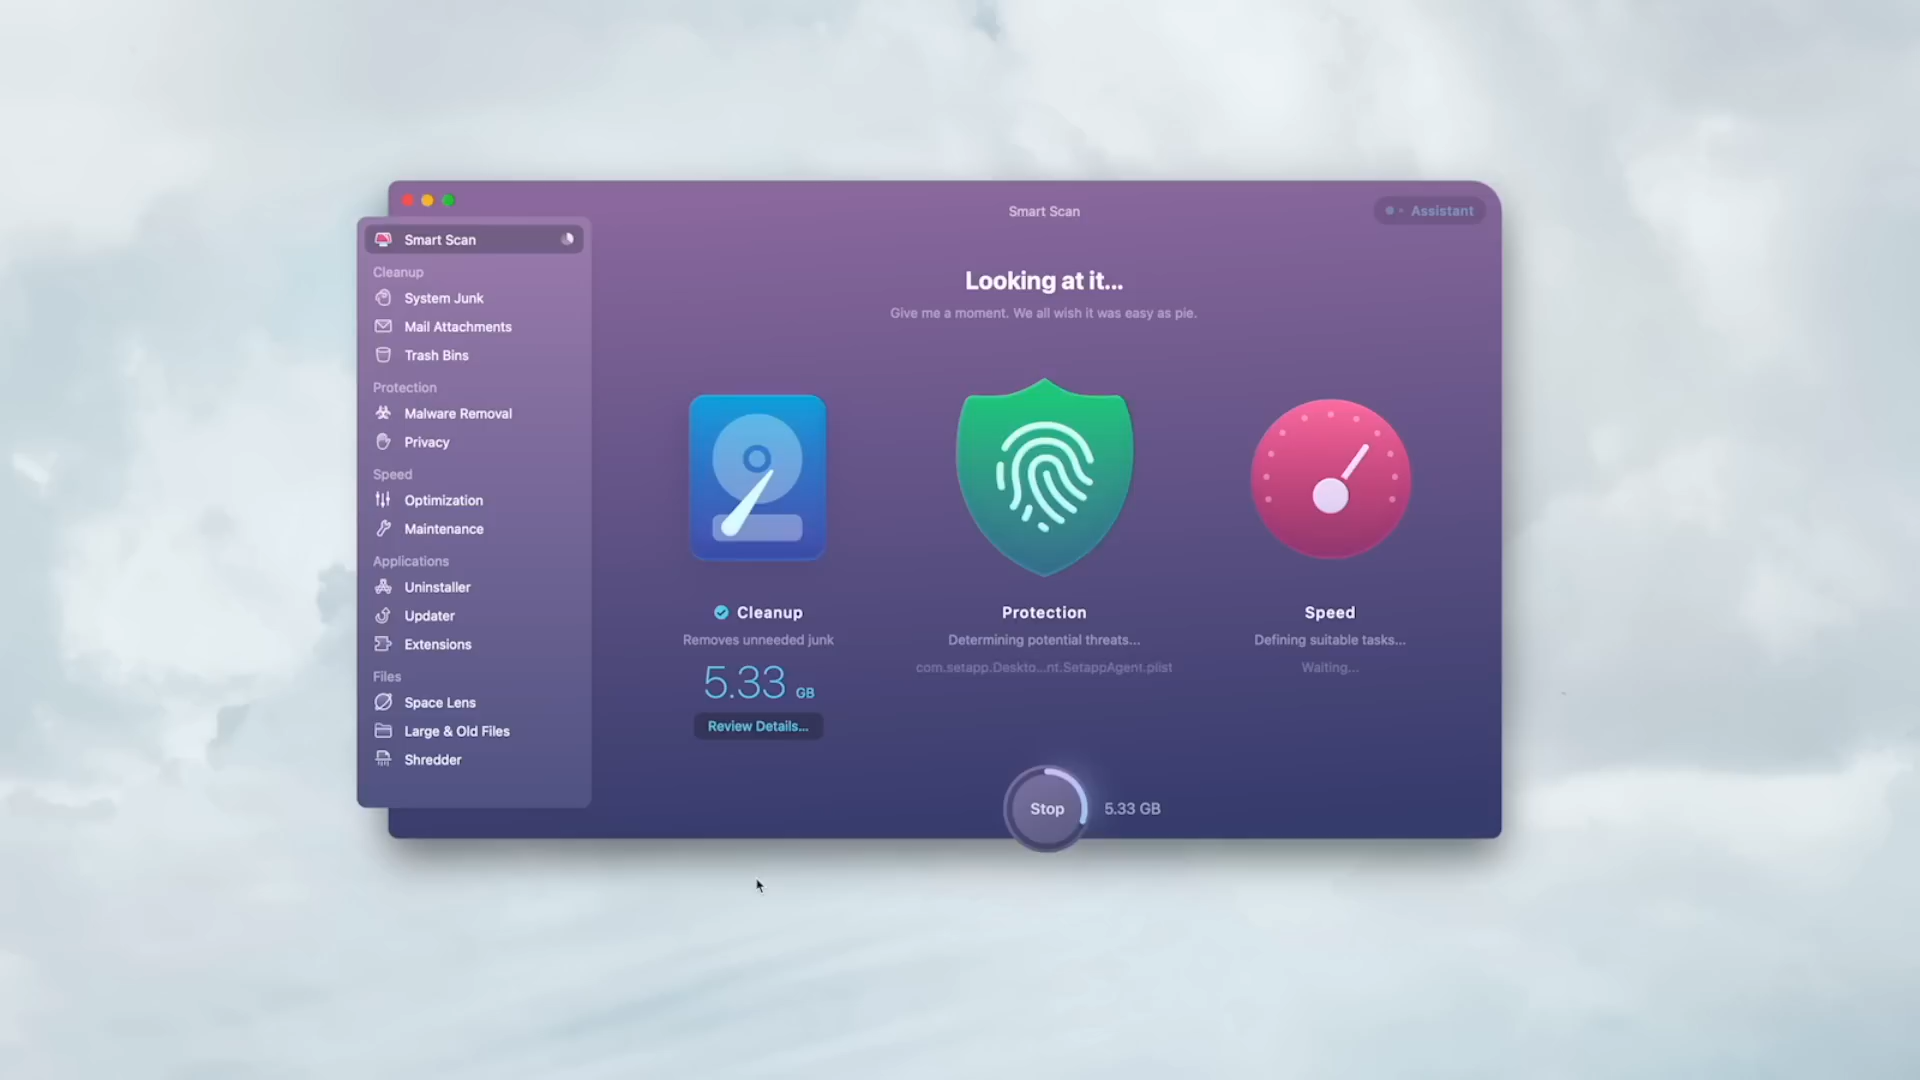 Smart Scan
Assistant
Smart Scan
Cleanup
System Junk
Mail Attachments
Trash Bins
Protection
Malware Removal
Privacy
Speed
Optimization
Maintenance
Applications
Uninstaller
Updater
Extensions
Files
Space Lens
Large & Old Files
Shredder
Looking at it...
Give me a moment. We all wish it was easy as pie.
Cleanup
Removes unneeded junk
5.33 GB
Review Details...
Protection
Determining potential threats...
com.setapp.Deskto...nt.SetappAgent.plist
Speed
Defining suitable tasks...
Waiting...
Stop
5.33 GB